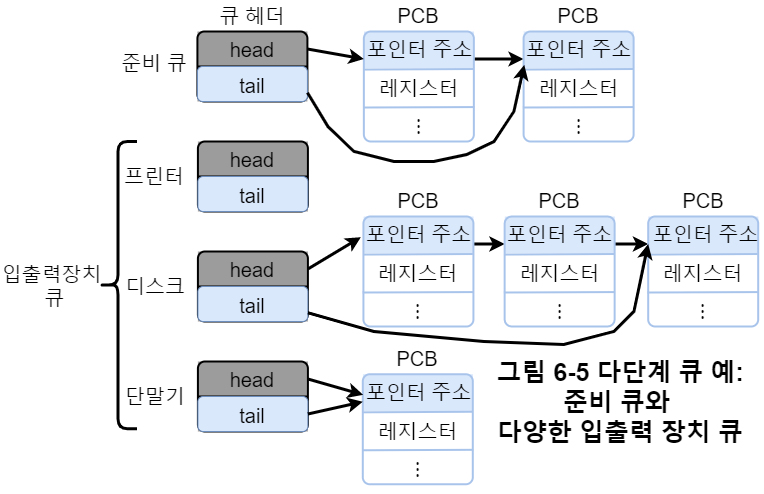 큐 헤더
PCB
PCB
준비 큐
head
tail
포인터 주소
레지스터
⋮
포인터 주소
레지스터
⋮
입출력장치
큐
프린터
head
tail
디스크
head
tail
PCB
포인터 주소
레지스터
⋮
PCB
포인터 주소
레지스터
⋮
PCB
포인터 주소
레지스터
⋮
단말기
head
tail
PCB
포인터 주소
레지스터
⋮
그림 6-5 다단계 큐 예:
준비 큐와
다양한 입출력 장치 큐